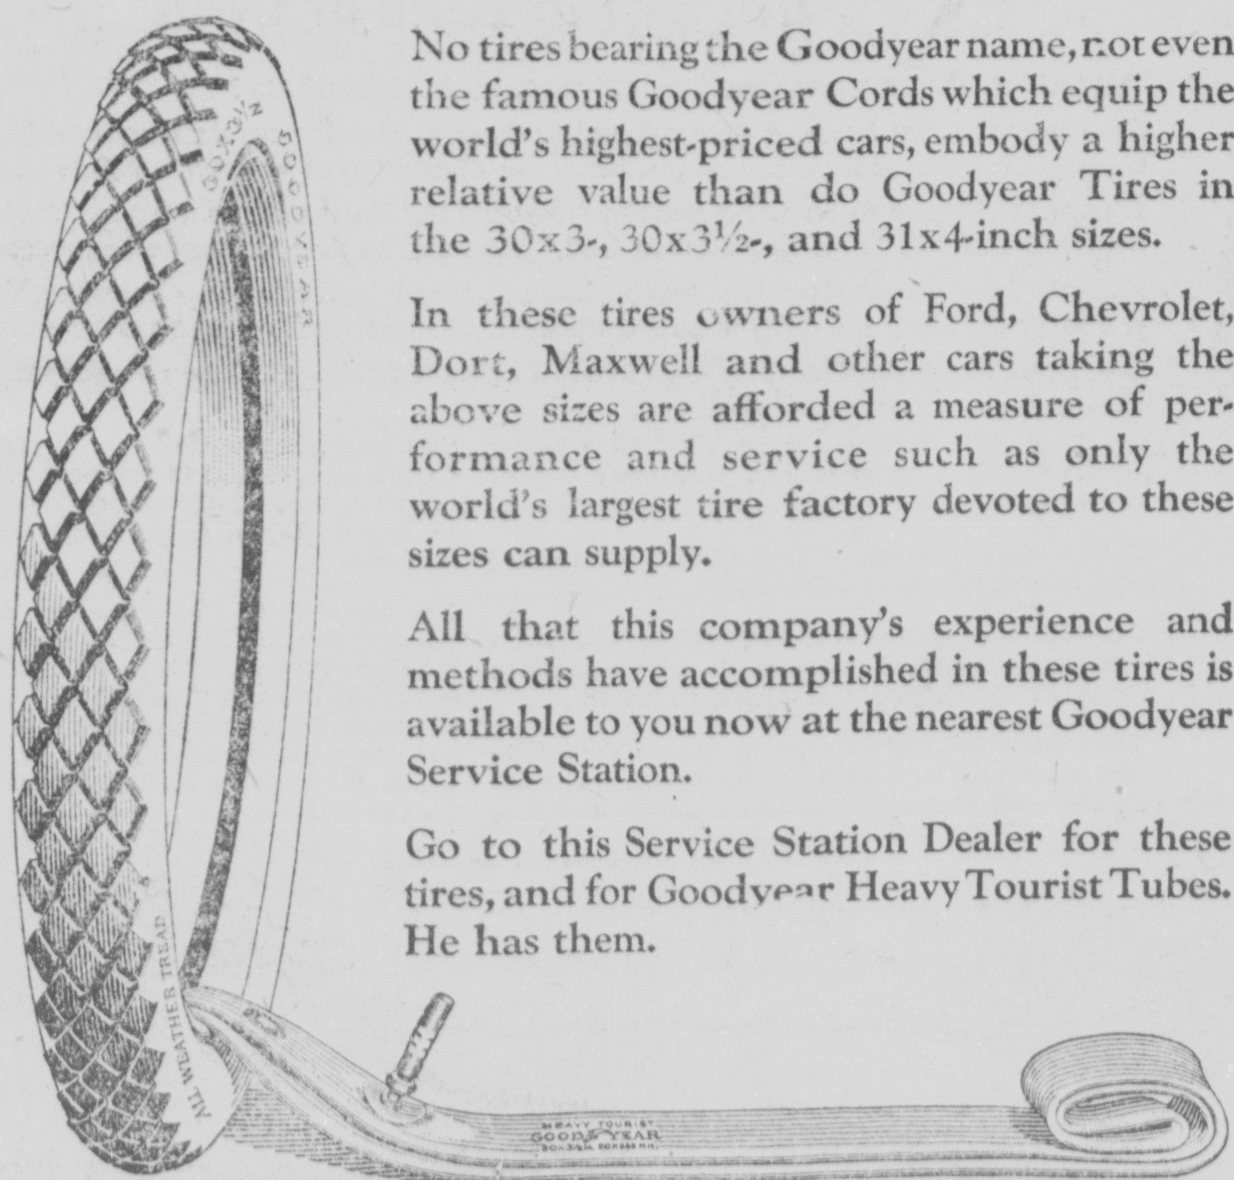 No tires bearing the Goodyear name, not even
the famous Goodyear Cords which equip the
world's highest-priced cars, embody a higher
relative value than do Goodyear Tires in
the 30x3-, 30x3½-, and 31x4-inch sizes.
In these tires owners of Ford, Chevrolet,
Dort, Maxwell and other cars taking the
above sizes are afforded a measure of per-
formance and service such as only the
world's largest tire factory devoted to these
sizes can supply.
All that this company's experience and
methods have accomplished in these tires is
available to you now at the nearest Goodyear
Service Station.
Go to this Service Station Dealer for these
tires, and for Goodyear Heavy Tourist Tubes.
He has them.
GOODYEAR
ALL WEATHER TREAD
HEAVY TOURIST
GOODYEAR